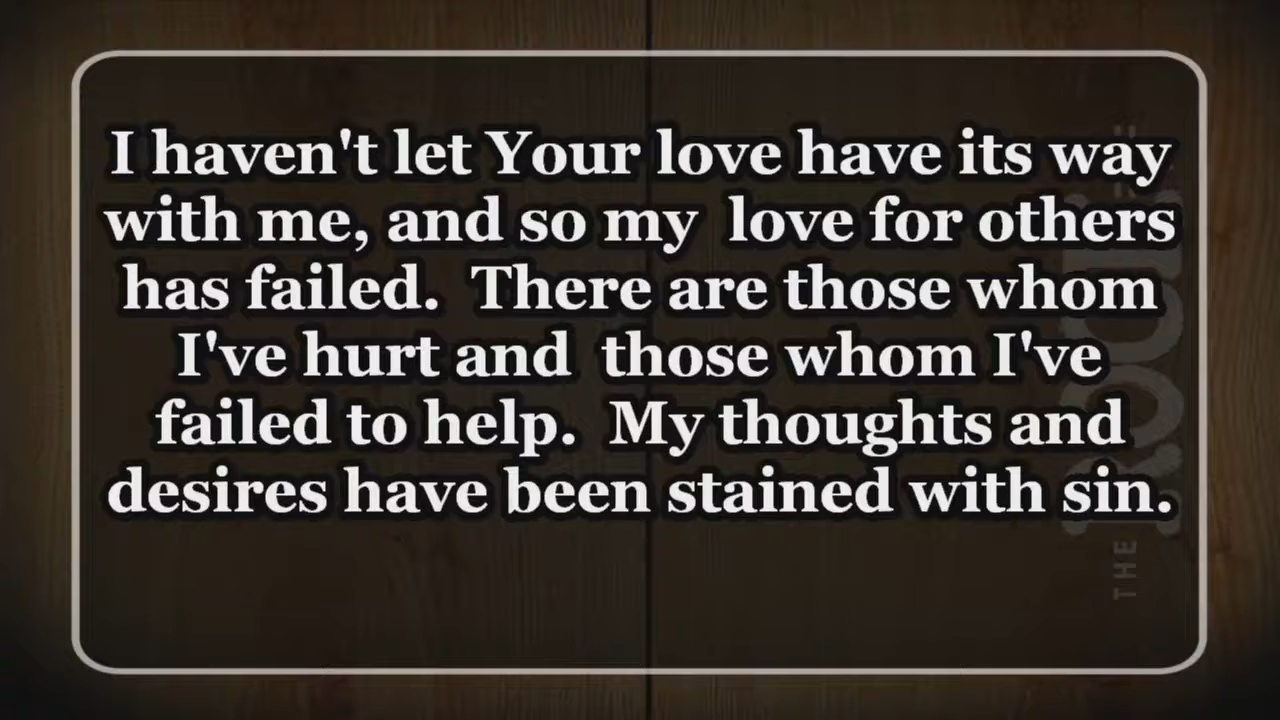 I haven't let Your love have its way
with me, and so my  love for others
has failed.  There are those whom
I've hurt and  those whom I've
failed to help.  My thoughts and
desires have been stained with sin.
THE